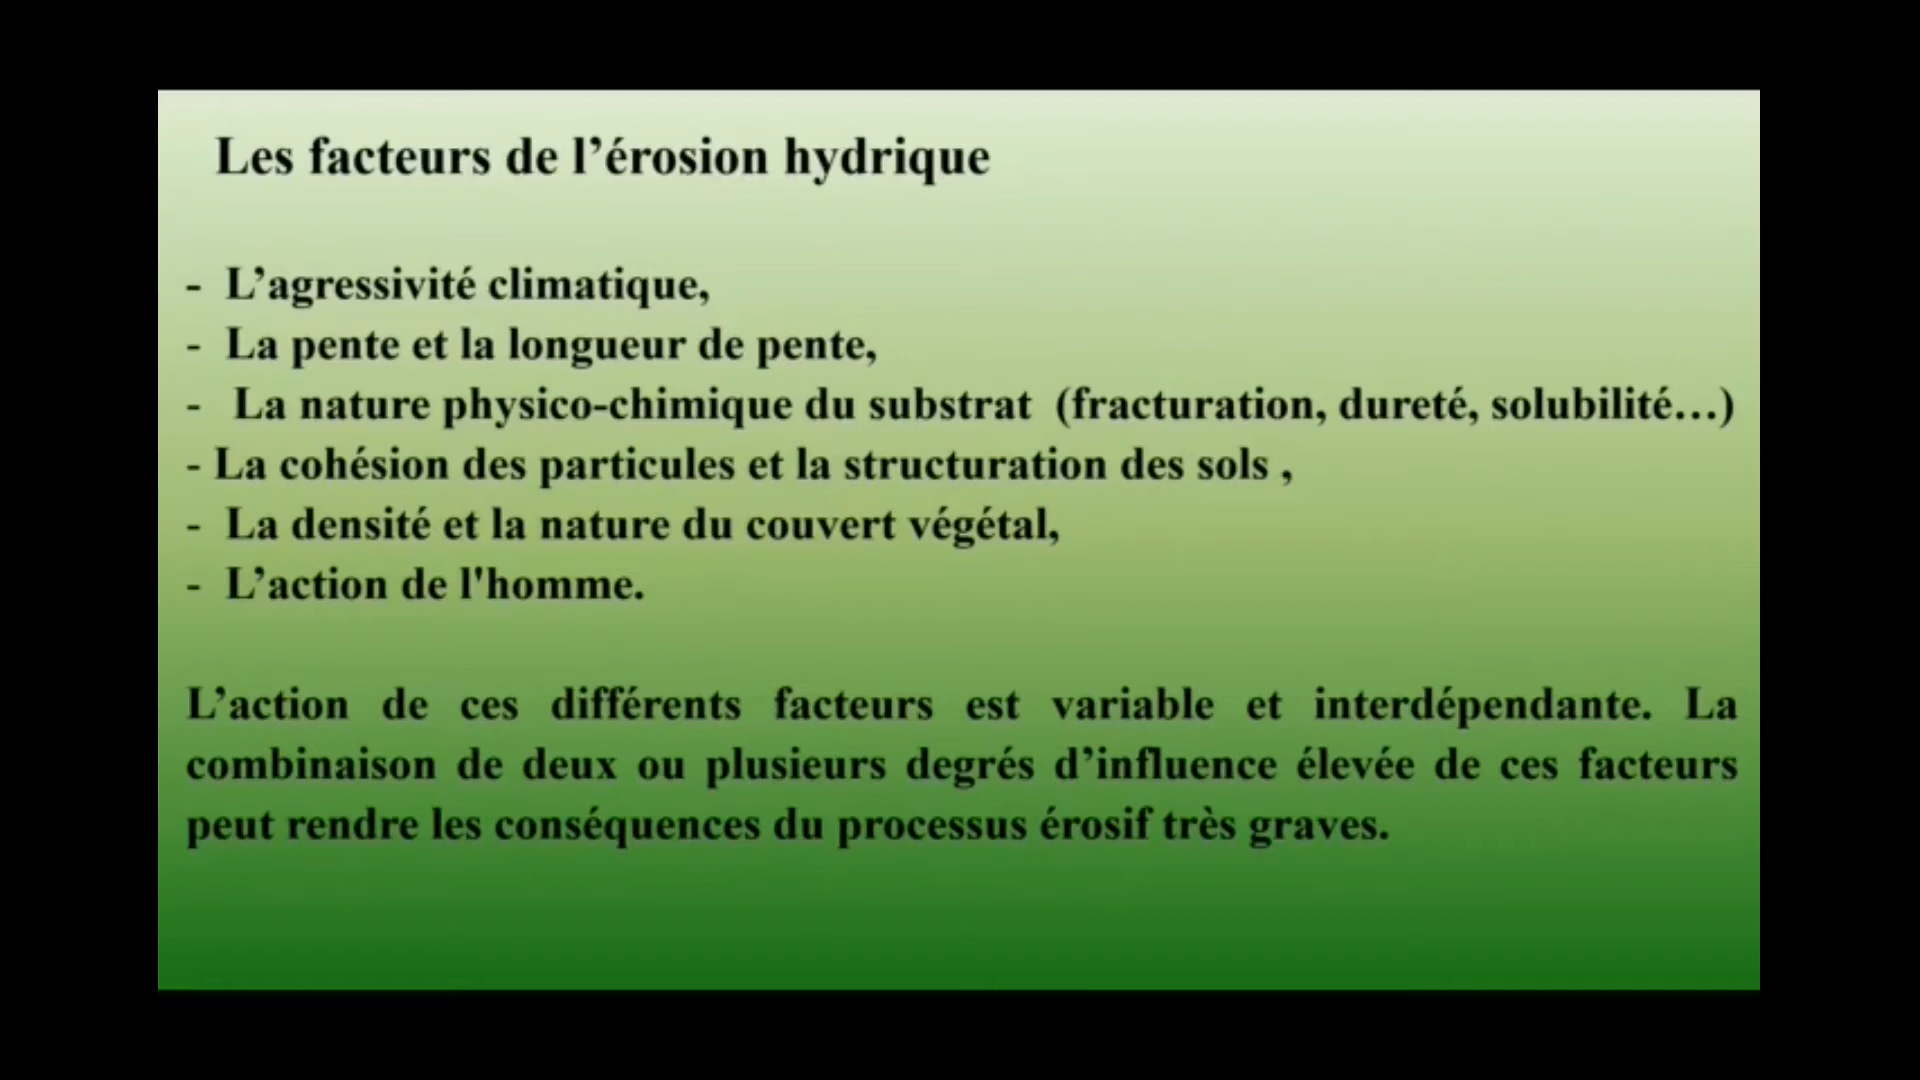 Les facteurs de l’érosion hydrique
- L’agressivité climatique,
- La pente et la longueur de pente,
- La nature physico-chimique du substrat (fracturation, dureté, solubilité…)
- La cohésion des particules et la structuration des sols ,
- La densité et la nature du couvert végétal,
- L’action de l'homme.
L’action de ces différents facteurs est variable et interdépendante. La
combinaison de deux ou plusieurs degrés d’influence élevée de ces facteurs
peut rendre les conséquences du processus érosif très graves.